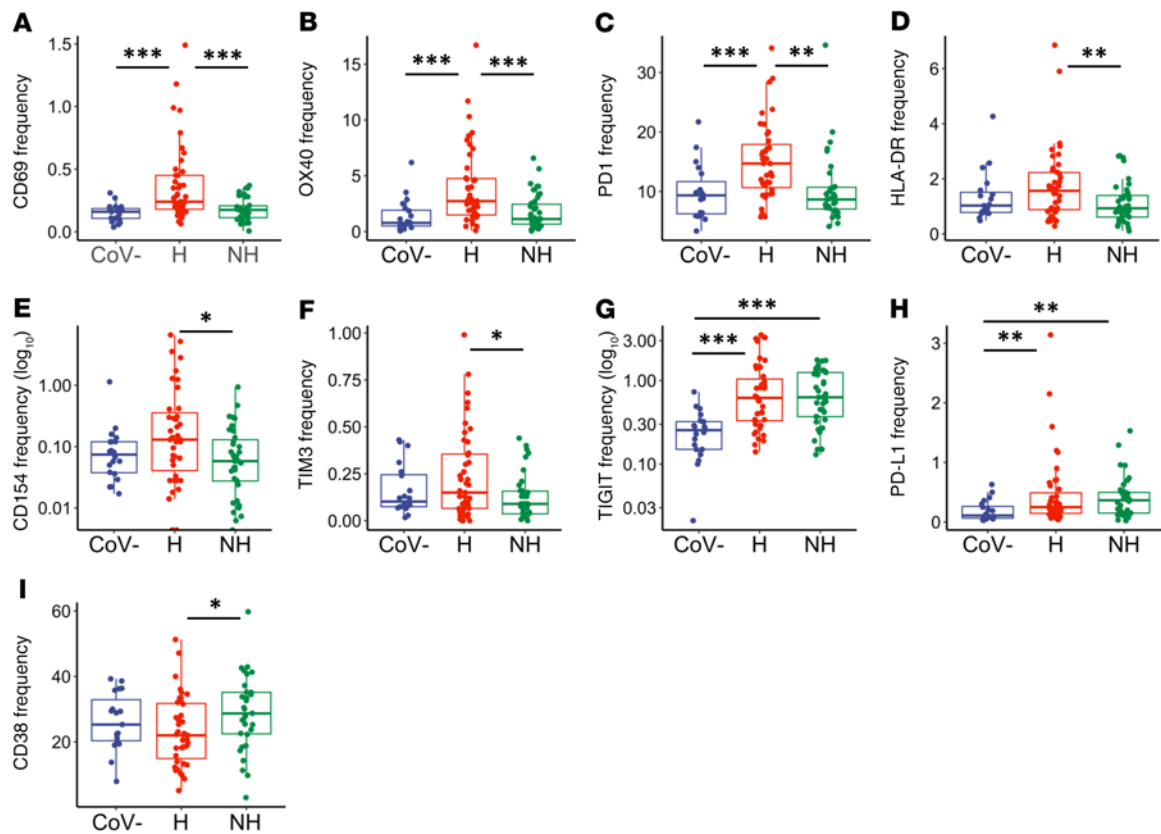 A
CD69 frequency
1.5
1.0
0.5
0.0
*** ***
CoV- H NH
B
OX40 frequency
15
10
5
0
*** ***
CoV- H NH
C
PD1 frequency
30
20
10
0
*** **
CoV- H NH
D
HLA-DR frequency
6
4
2
0
**
CoV- H NH
E
CD154 frequency (log10)
1.00
0.10
0.01
*
CoV- H NH
F
TIM3 frequency
1.00
0.75
0.50
0.25
0.00
*
CoV- H NH
G
TIGIT frequency (log10)
3.00
1.00
0.30
0.10
0.03
***
***
CoV- H NH
H
PD-L1 frequency
3
2
1
0
**
**
CoV- H NH
I
CD38 frequency
60
40
20
*
CoV- H NH